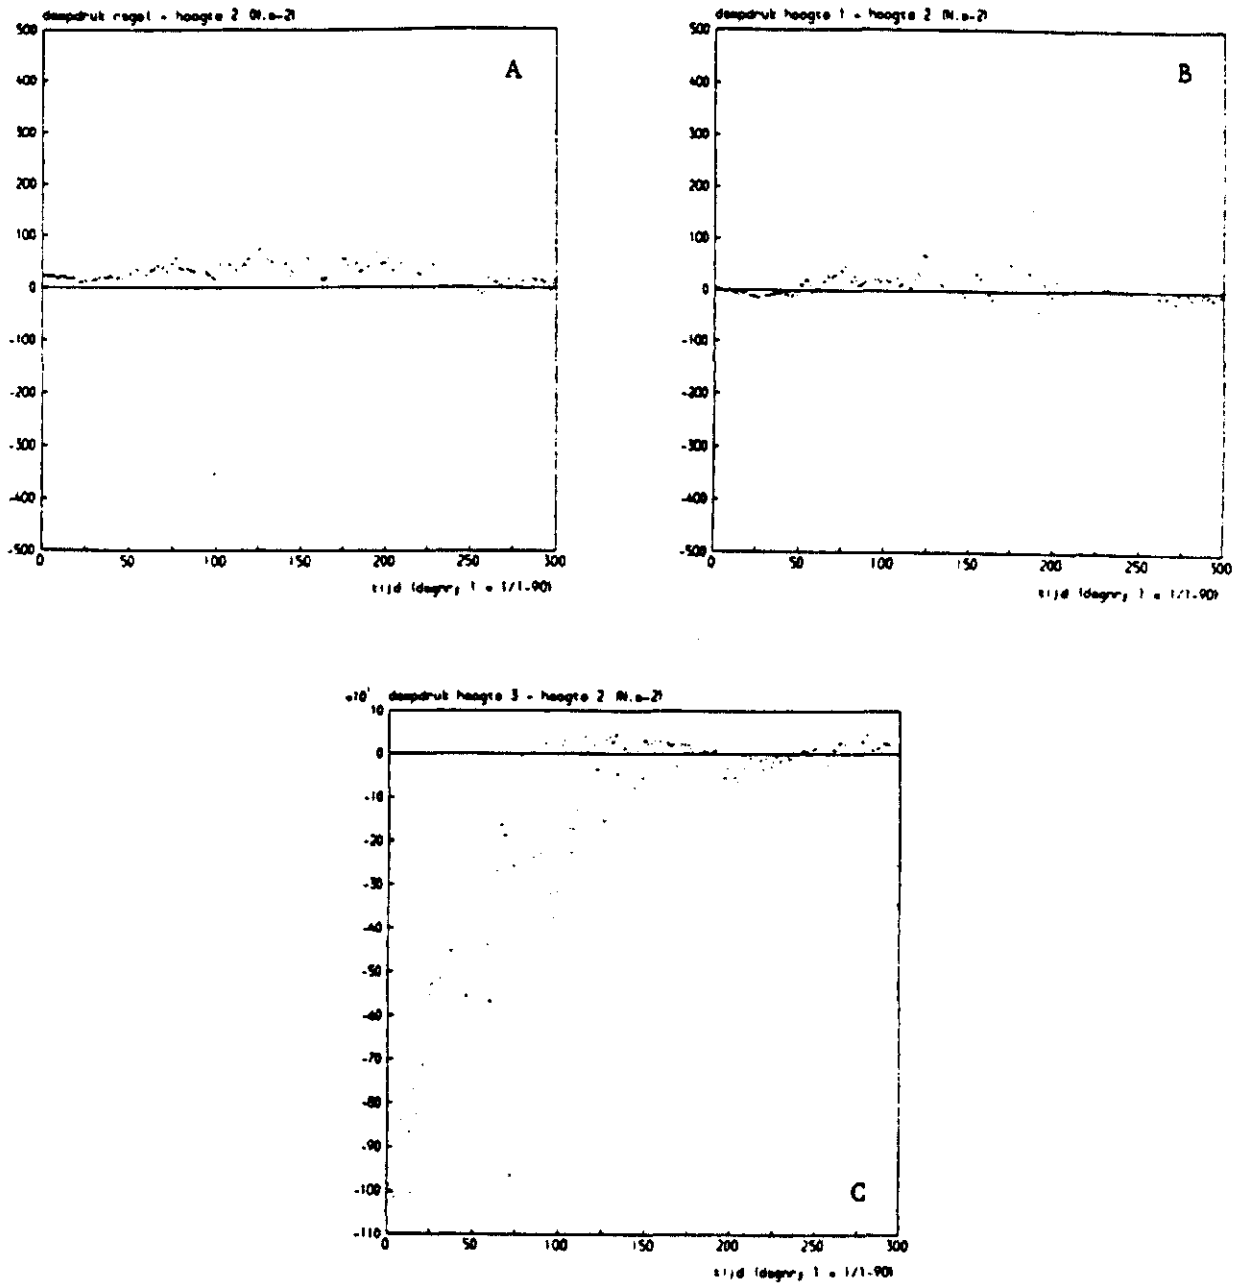 dampdruk regel - hoogte 2 (N.m-2)
500
400
300
200
100
0
-100
-200
-300
-400
-500
0 50 100 150 200 250 300
tijd (dagnr; 1 = 1/1-90)
A
dampdruk hoogte 1 - hoogte 2 (N.m-2)
500
400
300
200
100
0
-100
-200
-300
-400
-500
0 50 100 150 200 250 300
tijd (dagnr; 1 = 1/1-90)
B
*10¹ dampdruk hoogte 3 - hoogte 2 (N.m-2)
10
0
-10
-20
-30
-40
-50
-60
-70
-80
-90
-100
-110
0 50 100 150 200 250 300
tijd (dagnr; 1 = 1/1-90)
C